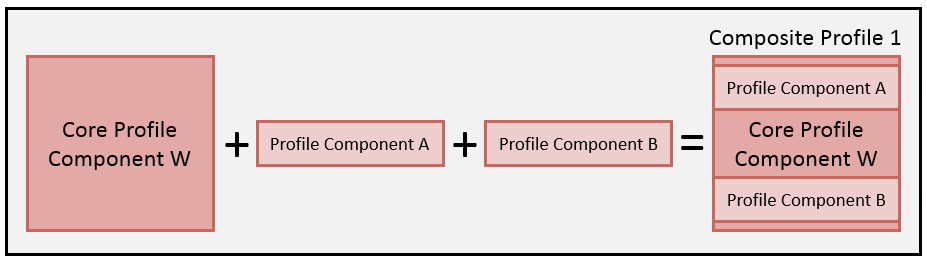 Composite Profile 1
Core Profile
Component W
+
Profile Component A
+
Profile Component B
=
Profile Component A
Core Profile
Component W
Profile Component B